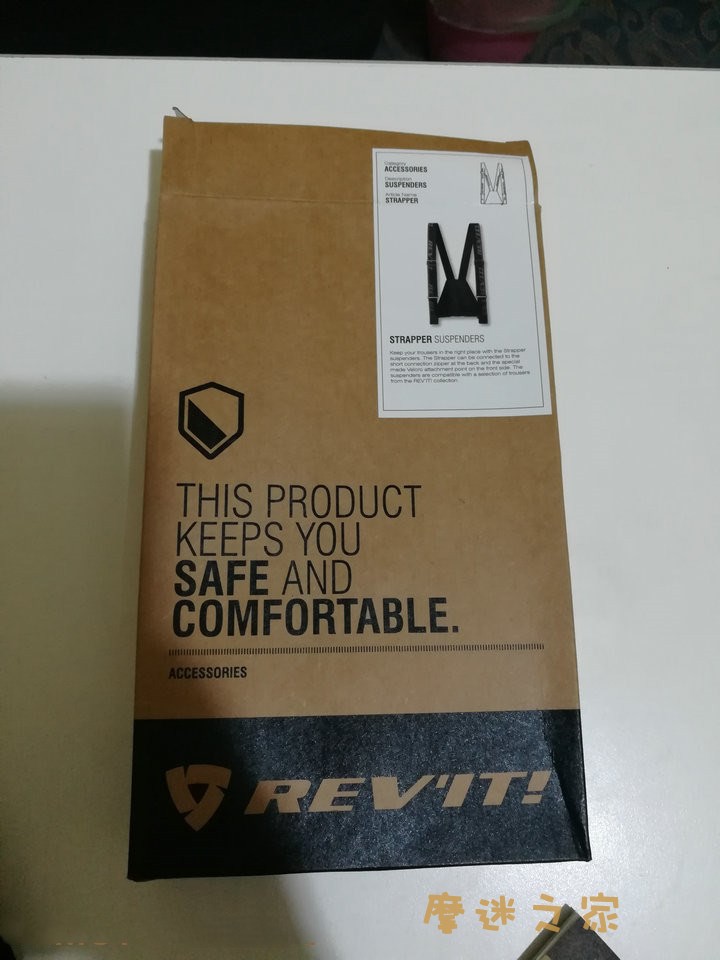 Category
ACCESSORIES
Description
SUSPENDERS
Article Name
STRAPPER
REV'IT!
STRAPPER SUSPENDERS
Keep your trousers in the right place with the Strapper
suspenders. The Strapper can be connected to the
short connection zipper at the back and the special
made Velcro attachment point on the front side. The
suspenders are compatible with a selection of trousers
from the REV'IT! collection.
THIS PRODUCT
KEEPS YOU
SAFE AND
COMFORTABLE.
ACCESSORIES
REV'IT!
摩迷之家